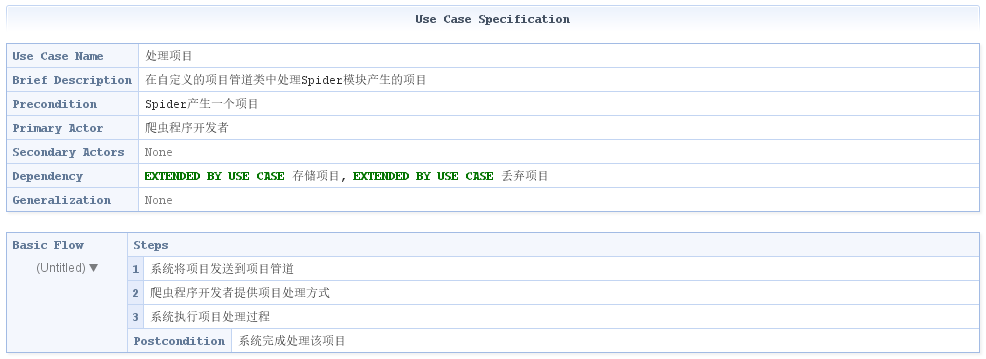 Use Case Specification
Use Case Name 处理项目
Brief Description 在自定义的项目管道类中处理Spider模块产生的项目
Precondition Spider产生一个项目
Primary Actor 爬虫程序开发者
Secondary Actors None
Dependency EXTENDED BY USE CASE 存储项目, EXTENDED BY USE CASE 丢弃项目
Generalization None
Basic Flow Steps
(Untitled) ▼
1 系统将项目发送到项目管道
2 爬虫程序开发者提供项目处理方式
3 系统执行项目处理过程
Postcondition 系统完成处理该项目